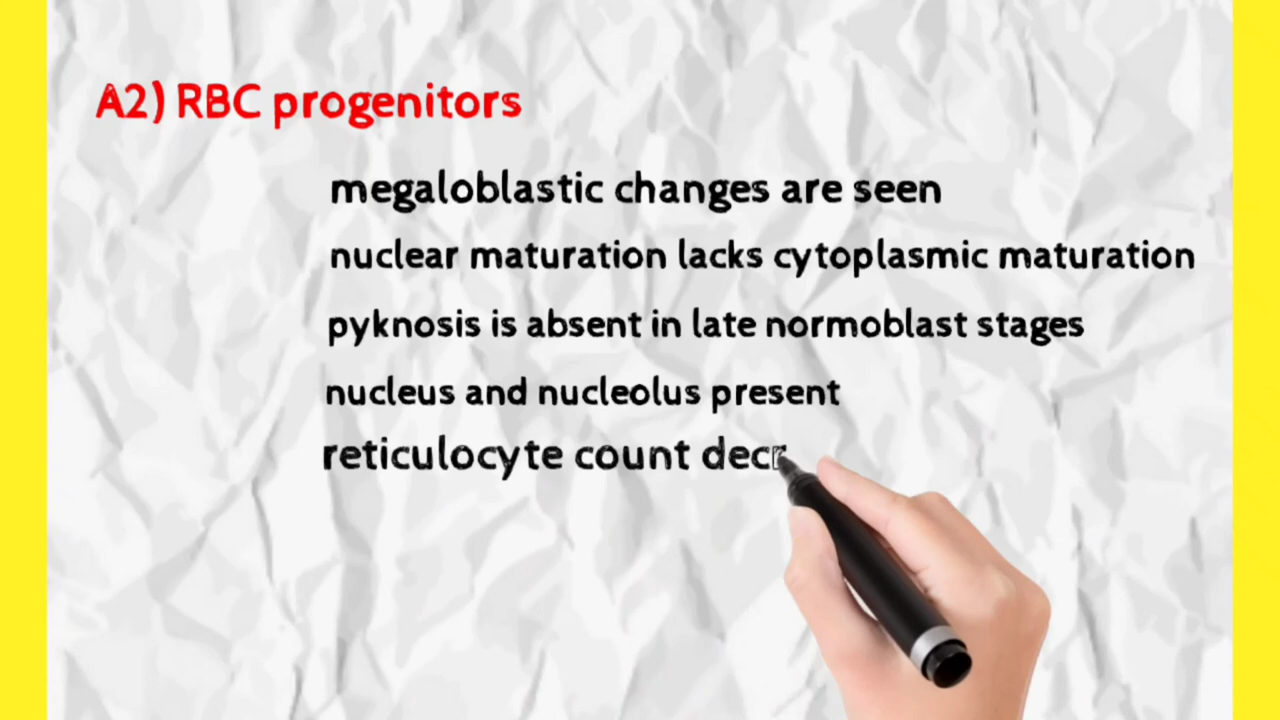 A2) RBC progenitors
megaloblastic changes are seen
nuclear maturation lacks cytoplasmic maturation
pyknosis is absent in late normoblast stages
nucleus and nucleolus present
reticulocyte count decr